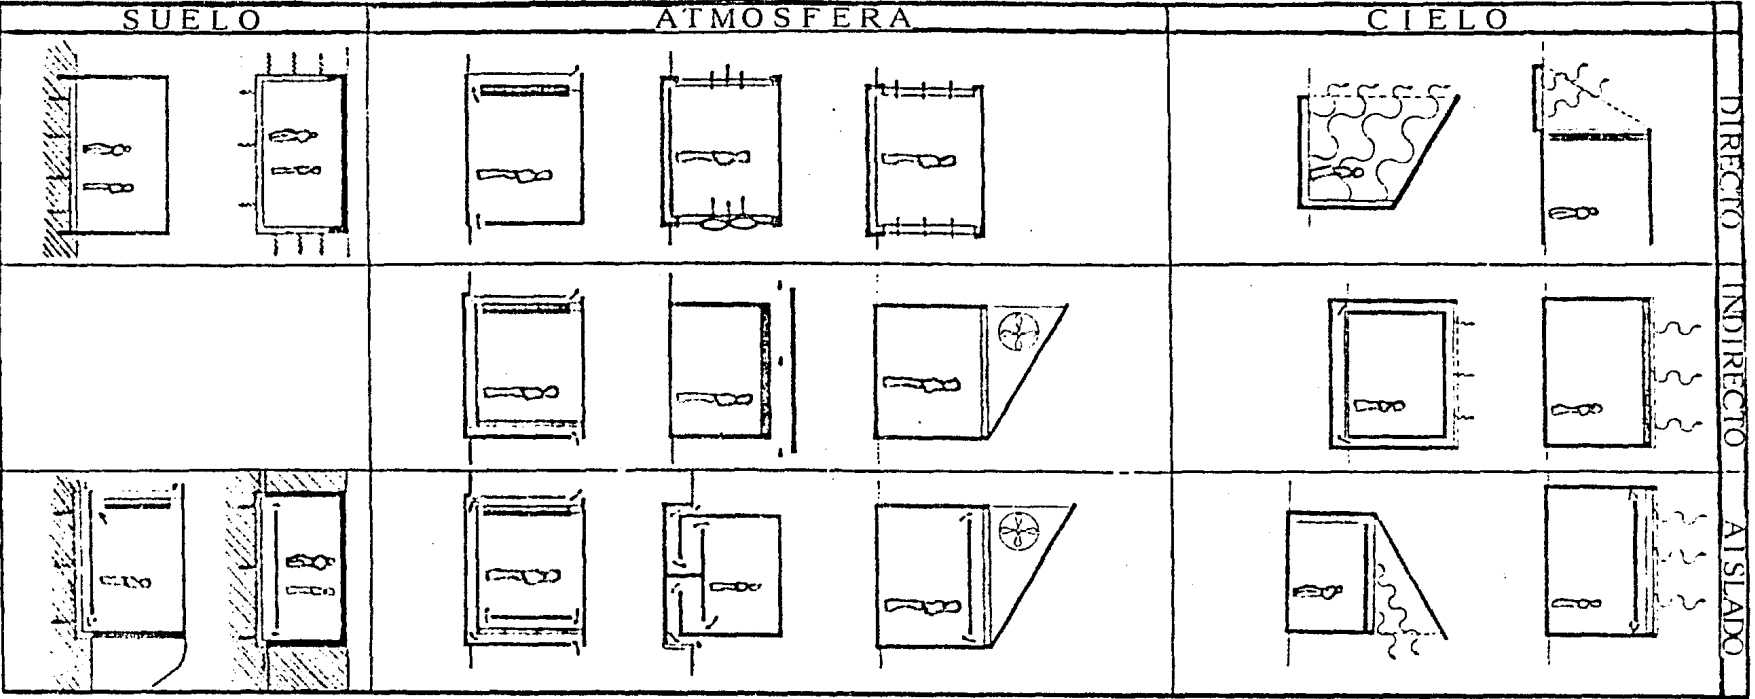 SUELO
ATMOSFERA
CIELO
DIRECTO
INDIRECTO
AISLADO